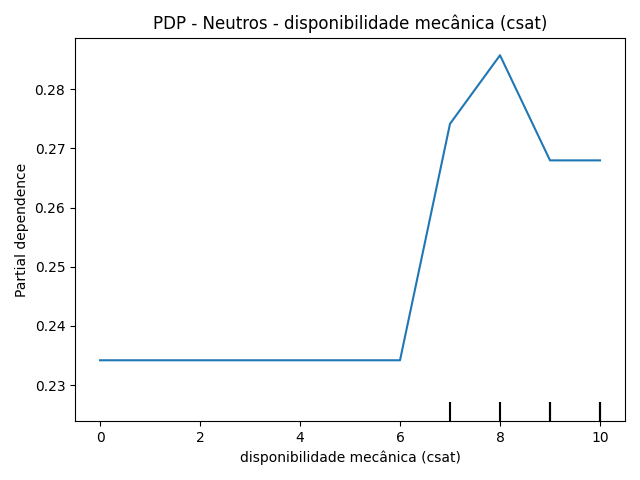 PDP - Neutros - disponibilidade mecânica (csat)
Partial dependence
0.28
0.27
0.26
0.25
0.24
0.23
0 2 4 6 8 10
disponibilidade mecânica (csat)